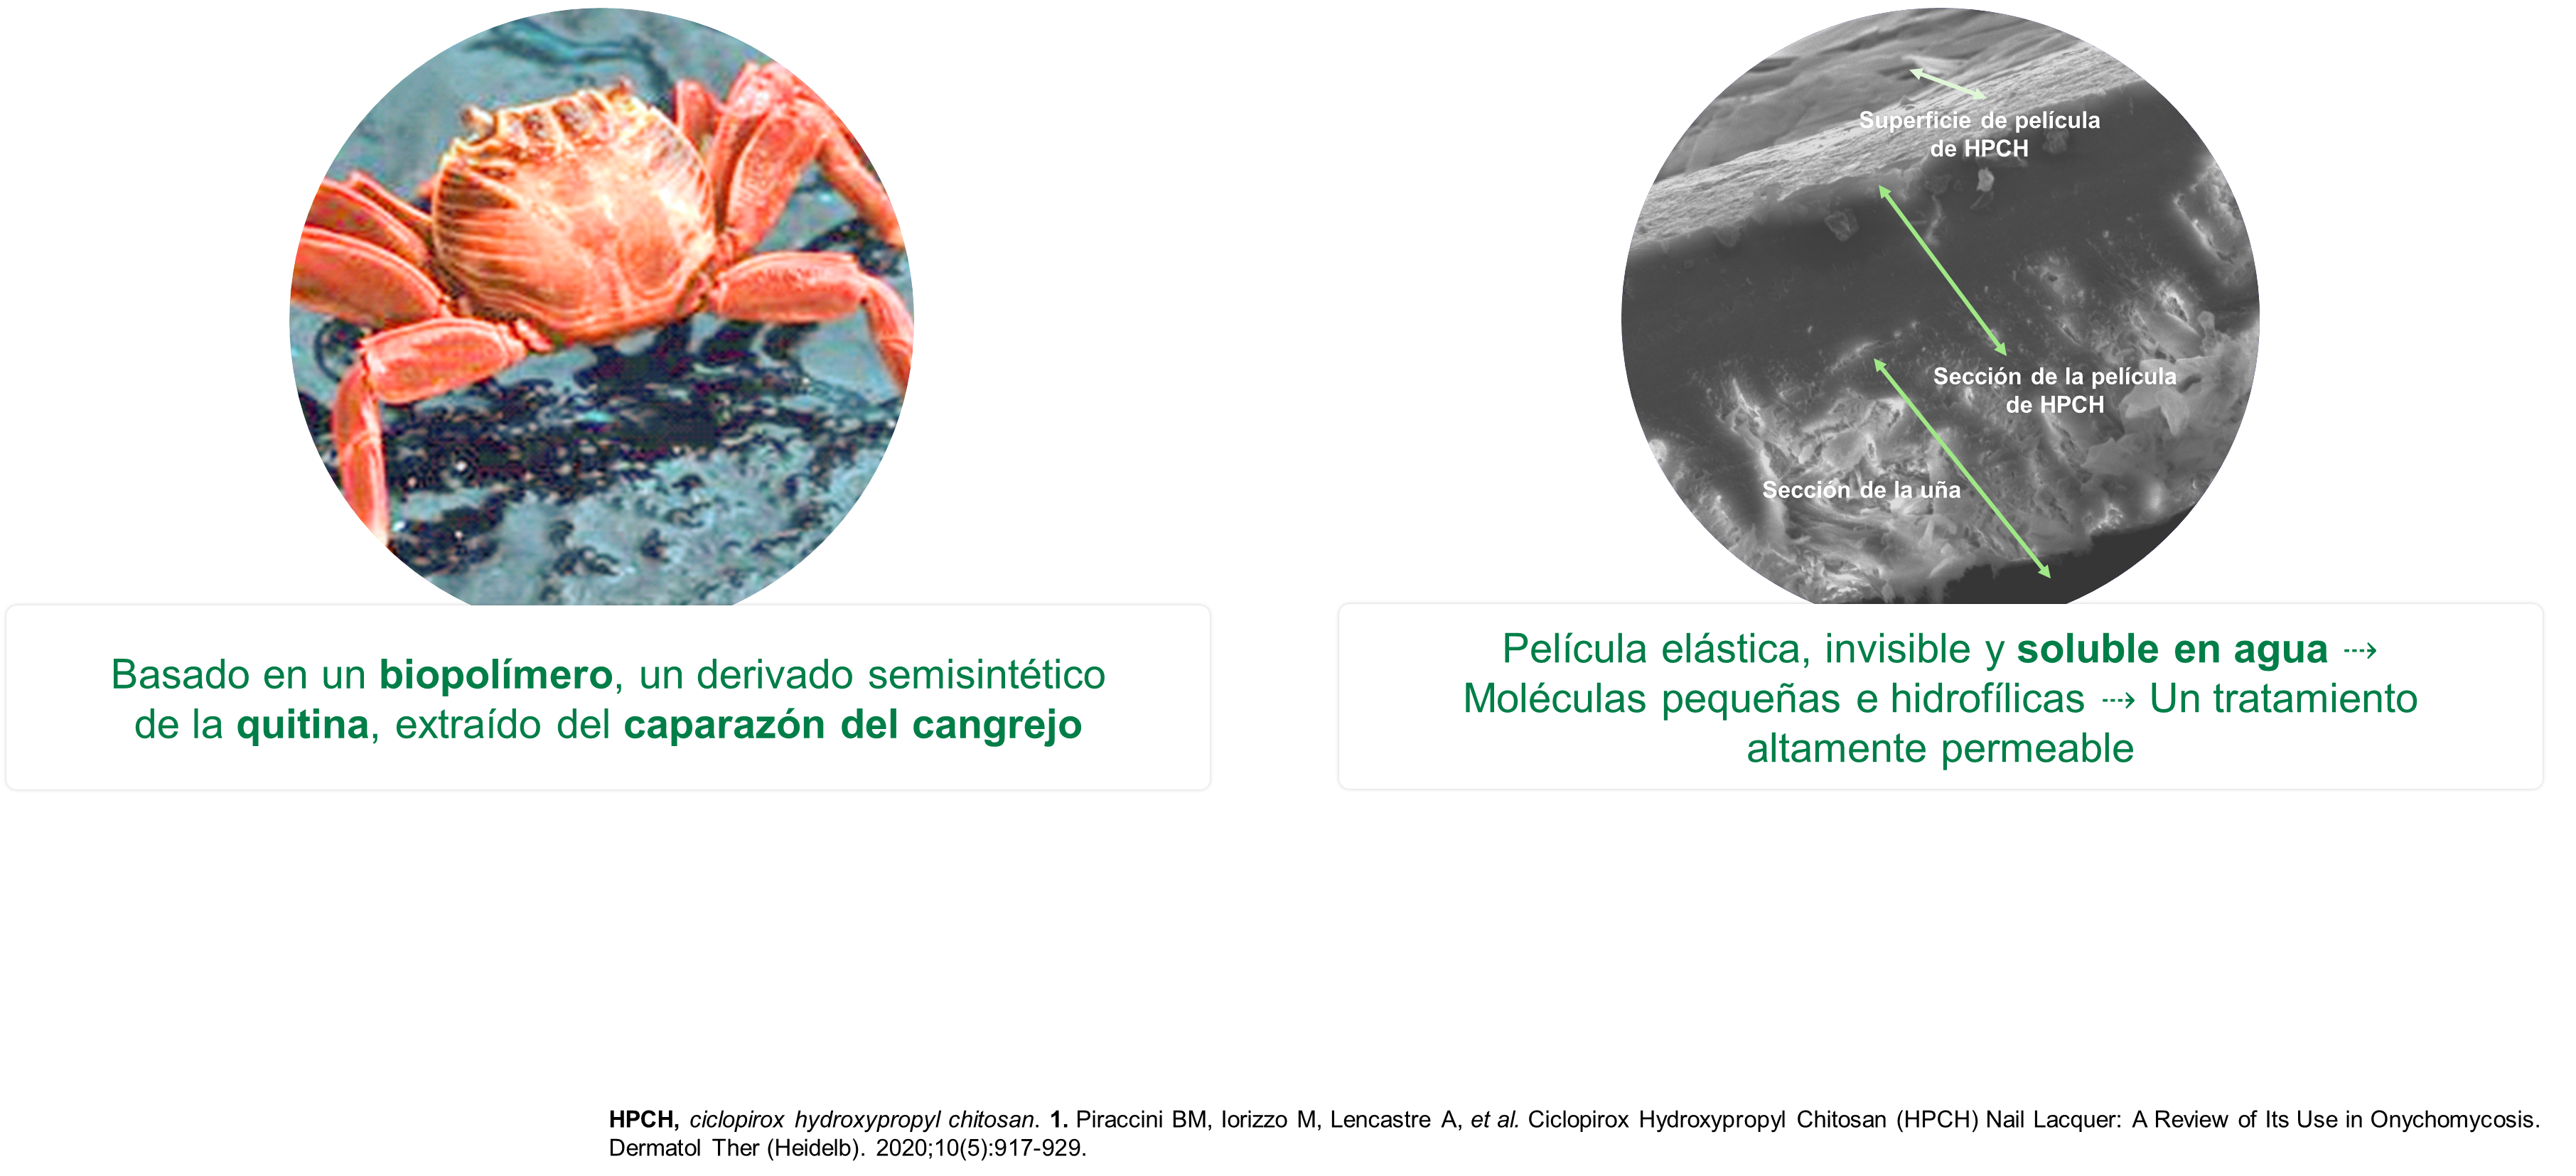 Superficie de película
de HPCH
Sección de la película
de HPCH
Sección de la uña
Basado en un biopolímero, un derivado semisintético
de la quitina, extraído del caparazón del cangrejo
Película elástica, invisible y soluble en agua ⤏
Moléculas pequeñas e hidrofílicas ⤏ Un tratamiento
altamente permeable
HPCH, ciclopirox hydroxypropyl chitosan. 1. Piraccini BM, Iorizzo M, Lencastre A, et al. Ciclopirox Hydroxypropyl Chitosan (HPCH) Nail Lacquer: A Review of Its Use in Onychomycosis.
Dermatol Ther (Heidelb). 2020;10(5):917-929.